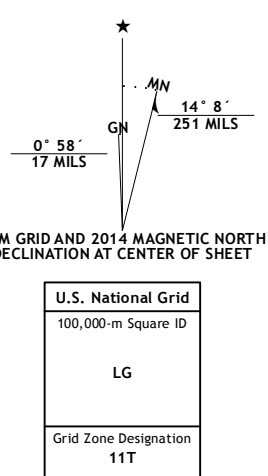 MN
GN
14° 8´
251 MILS
0° 58´
17 MILS
M GRID AND 2014 MAGNETIC NORTH
DECLINATION AT CENTER OF SHEET
U.S. National Grid
100,000-m Square ID
LG
Grid Zone Designation
11T